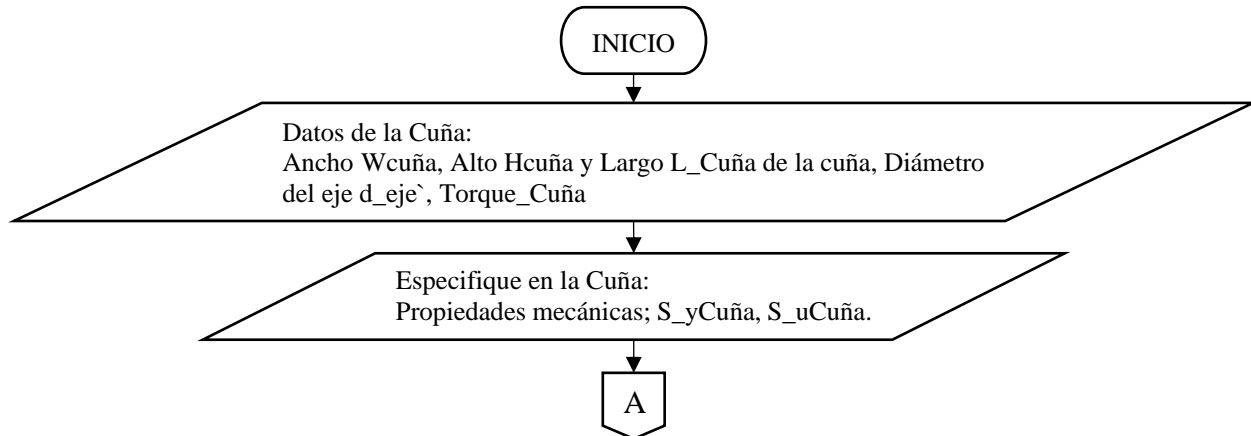 INICIO
Datos de la Cuña:
Ancho Wcuña, Alto Hcuña y Largo L_Cuña de la cuña, Diámetro
del eje d_eje`, Torque_Cuña
Especifique en la Cuña:
Propiedades mecánicas; S_yCuña, S_uCuña.
A